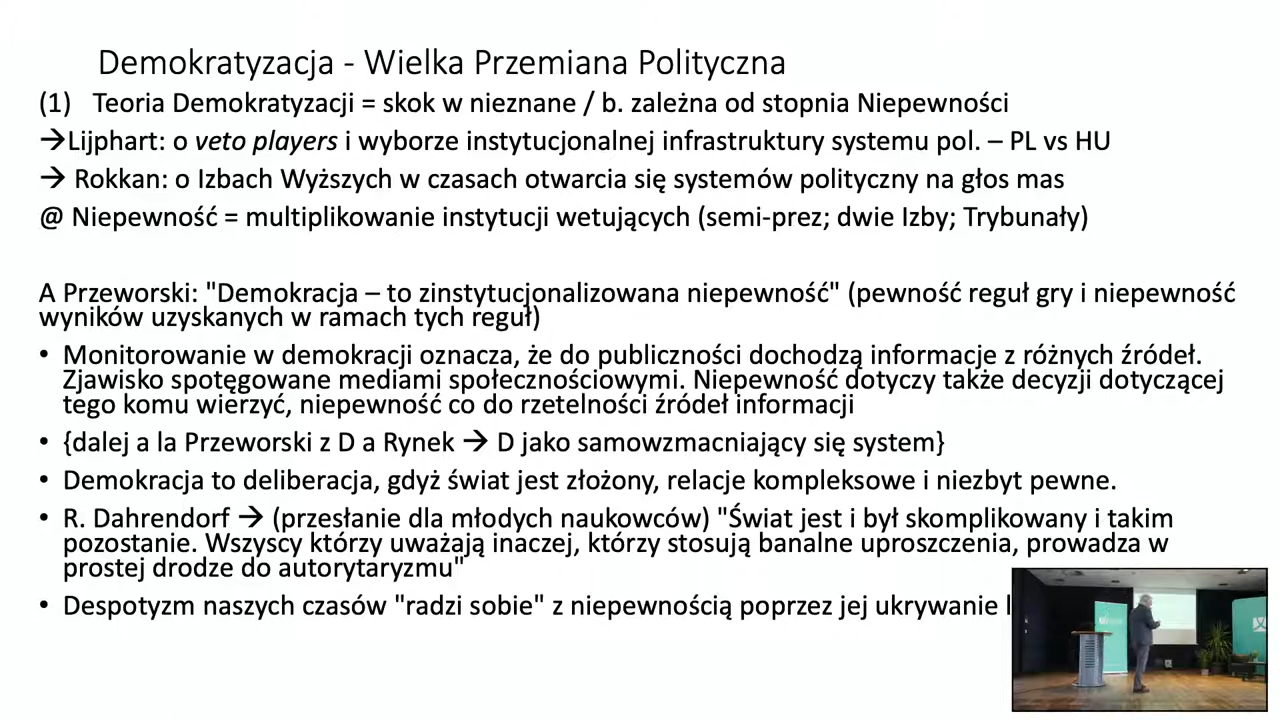 Demokratyzacja - Wielka Przemiana Polityczna
(1) Teoria Demokratyzacji = skok w nieznane / b. zależna od stopnia Niepewności
→Lijphart: o veto players i wyborze instytucjonalnej infrastruktury systemu pol. – PL vs HU
→ Rokkan: o Izbach Wyższych w czasach otwarcia się systemów polityczny na głos mas
@ Niepewność = multiplikowanie instytucji wetujących (semi-prez; dwie Izby; Trybunały)
A Przeworski: "Demokracja – to zinstytucjonalizowana niepewność" (pewność reguł gry i niepewność
wyników uzyskanych w ramach tych reguł)
• Monitorowanie w demokracji oznacza, że do publiczności dochodzą informacje z różnych źródeł.
Zjawisko spotęgowane mediami społecznościowymi. Niepewność dotyczy także decyzji dotyczącej
tego komu wierzyć, niepewność co do rzetelności źródeł informacji
• {dalej a la Przeworski z D a Rynek → D jako samowzmacniający się system}
• Demokracja to deliberacja, gdyż świat jest złożony, relacje kompleksowe i niezbyt pewne.
• R. Dahrendorf → (przesłanie dla młodych naukowców) "Świat jest i był skomplikowany i takim
pozostanie. Wszyscy którzy uważają inaczej, którzy stosują banalne uproszczenia, prowadza w
prostej drodze do autorytaryzmu"
• Despotyzm naszych czasów "radzi sobie" z niepewnością poprzez jej ukrywanie